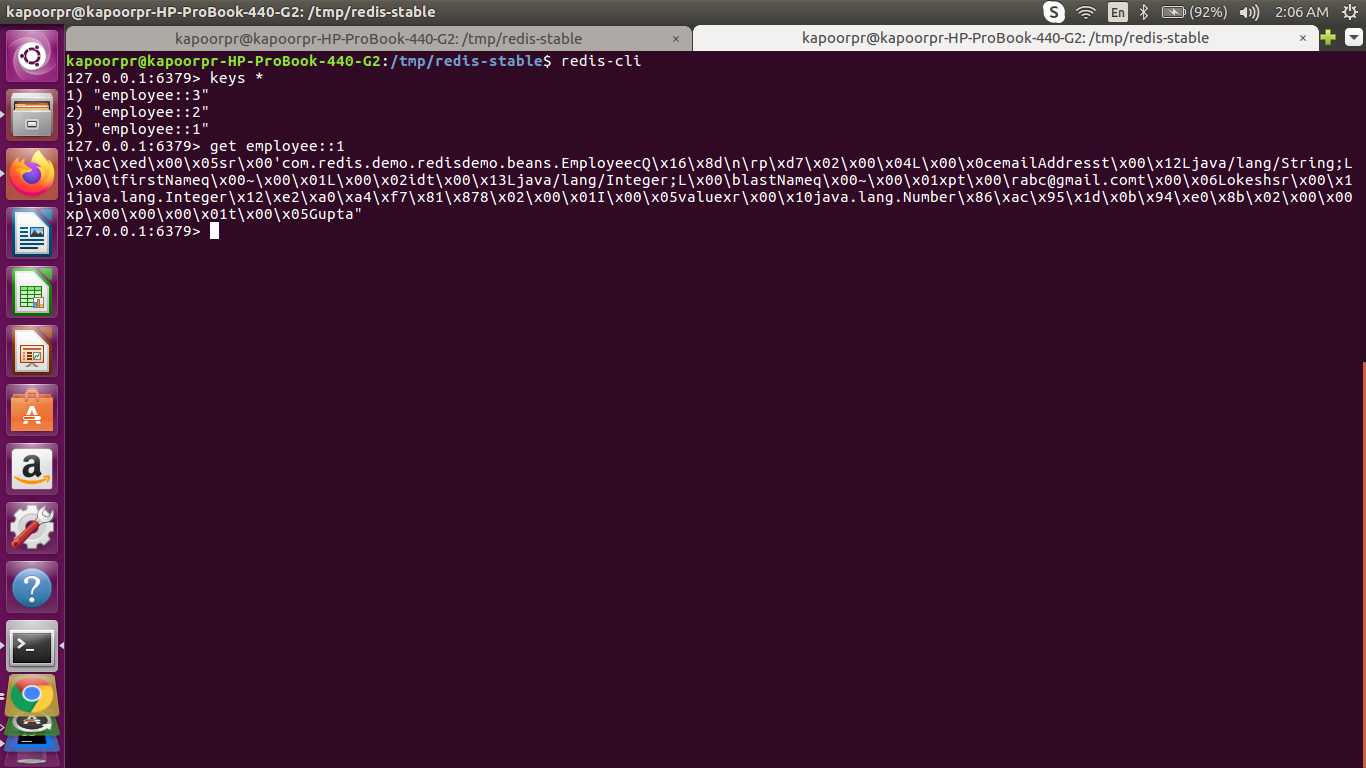 kapoorpr@kapoorpr-HP-ProBook-440-G2: /tmp/redis-stable
S
En
(92%)
2:06 AM
kapoorpr@kapoorpr-HP-ProBook-440-G2: /tmp/redis-stable ×
kapoorpr@kapoorpr-HP-ProBook-440-G2: /tmp/redis-stable ×
kapoorpr@kapoorpr-HP-ProBook-440-G2:/tmp/redis-stable$ redis-cli
127.0.0.1:6379> keys *
1) "employee::3"
2) "employee::2"
3) "employee::1"
127.0.0.1:6379> get employee::1
"\xac\xed\x00\x05sr\x00'com.redis.demo.redisdemo.beans.EmployeecQ\x16\x8d\n\rp\xd7\x02\x00\x04L\x00\x0cemailAddresst\x00\x12Ljava/lang/String;L
\x00\tfirstNameq\x00~\x00\x01L\x00\x02idt\x00\x13Ljava/lang/Integer;L\x00\blastNameq\x00~\x00\x01xpt\x00\rabc@gmail.comt\x00\x06Lokeshsr\x00\x1
1java.lang.Integer\x12\xe2\xa0\xa4\xf7\x81\x878\x02\x00\x01I\x00\x05valuexr\x00\x10java.lang.Number\x86\xac\x95\x1d\x0b\x94\xe0\x8b\x02\x00\x00
xp\x00\x00\x00\x01t\x00\x05Gupta"
127.0.0.1:6379>